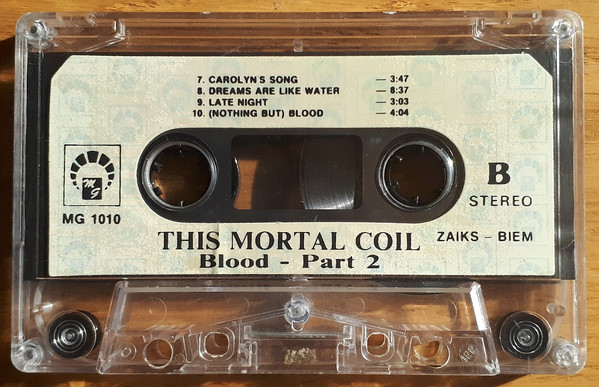 7. CAROLYN'S SONG — 3:47
8. DREAMS ARE LIKE WATER — 8:37
9. LATE NIGHT — 3:03
10. (NOTHING BUT) BLOOD — 4:04
MG
MG 1010
B
STEREO
THIS MORTAL COIL
ZAIKS – BIEM
Blood - Part 2